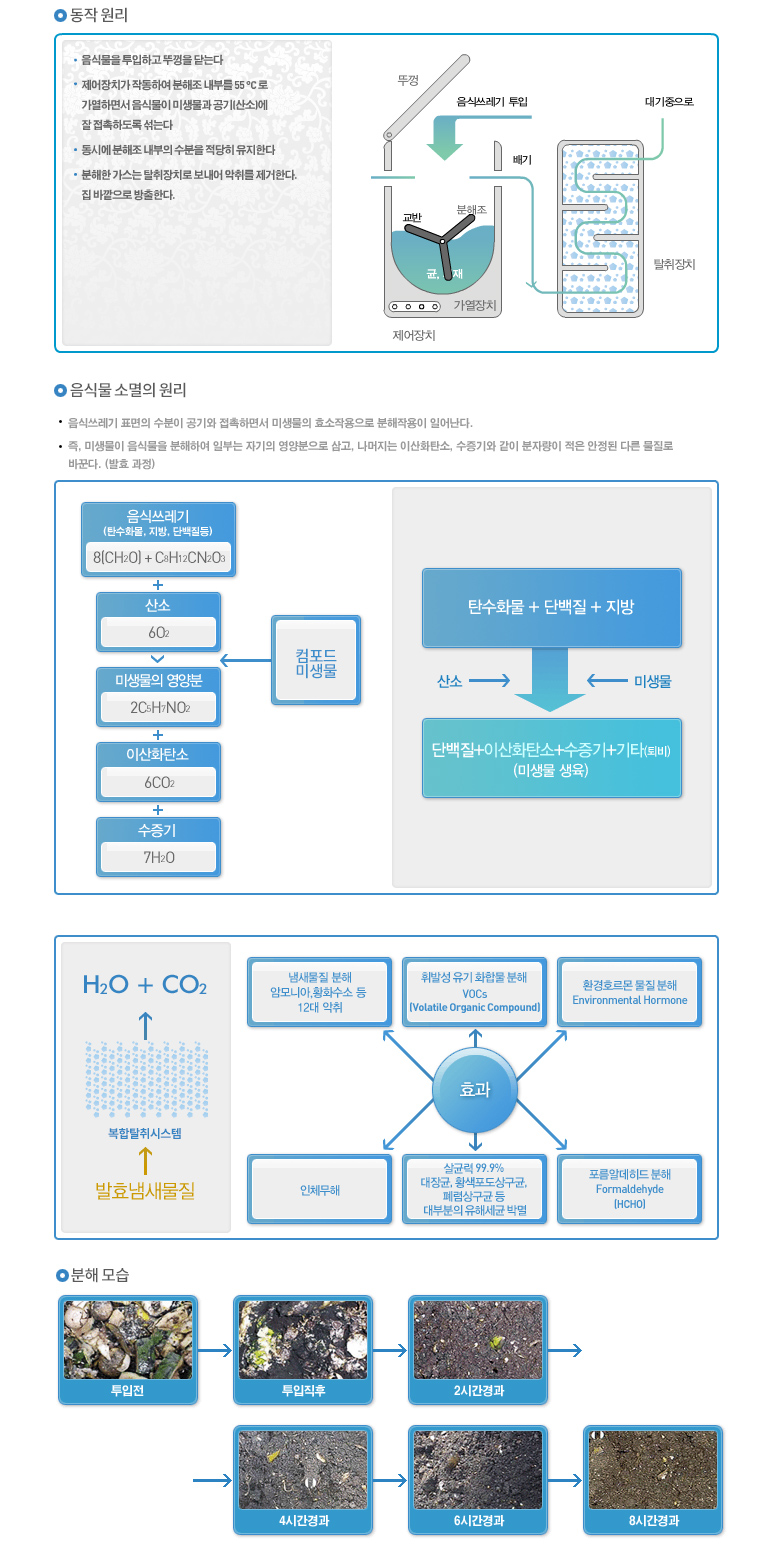 동작 원리
• 음식물을 투입하고 뚜껑을 닫는다
• 제어장치가 작동하여 분해조 내부를 55 ℃ 로
가열하면서 음식물이 미생물과 공기(산소)에
잘 접촉하도록 섞는다
• 동시에 분해조 내부의 수분을 적당히 유지한다
• 분해한 가스는 탈취장치로 보내어 악취를 제거한다.
집 바깥으로 방출한다.
뚜껑
음식쓰레기 투입
대기중으로
배기
교반
분해조
균,
재
가열장치
제어장치
탈취장치
음식물 소멸의 원리
• 음식쓰레기 표면의 수분이 공기와 접촉하면서 미생물의 효소작용으로 분해작용이 일어난다.
• 즉, 미생물이 음식물을 분해하여 일부는 자기의 영양분으로 삼고, 나머지는 이산화탄소, 수증기와 같이 분자량이 적은 안정된 다른 물질로
바꾼다. (발효 과정)
음식쓰레기
(탄수화물, 지방, 단백질등)
8(CH2O) + C8H12CN2O3
+
산소
6O2
미생물의 영양분
2C5H7NO2
+
이산화탄소
6CO2
+
수증기
7H2O
컴포드
미생물
탄수화물 + 단백질 + 지방
산소
미생물
단백질+이산화탄소+수증기+기타(퇴비)
(미생물 생육)
H2O + CO2
복합탈취시스템
발효냄새물질
냄새물질 분해
암모니아,황화수소 등
12대 악취
휘발성 유기 화합물 분해
VOCs
(Volatile Organic Compound)
환경호르몬 물질 분해
Environmental Hormone
효과
인체무해
살균력 99.9%
대장균, 황색포도상구균,
폐렴상구균 등
대부분의 유해세균 박멸
포름알데히드 분해
Formaldehyde
(HCHO)
분해 모습
투입전
투입직후
2시간경과
4시간경과
6시간경과
8시간경과